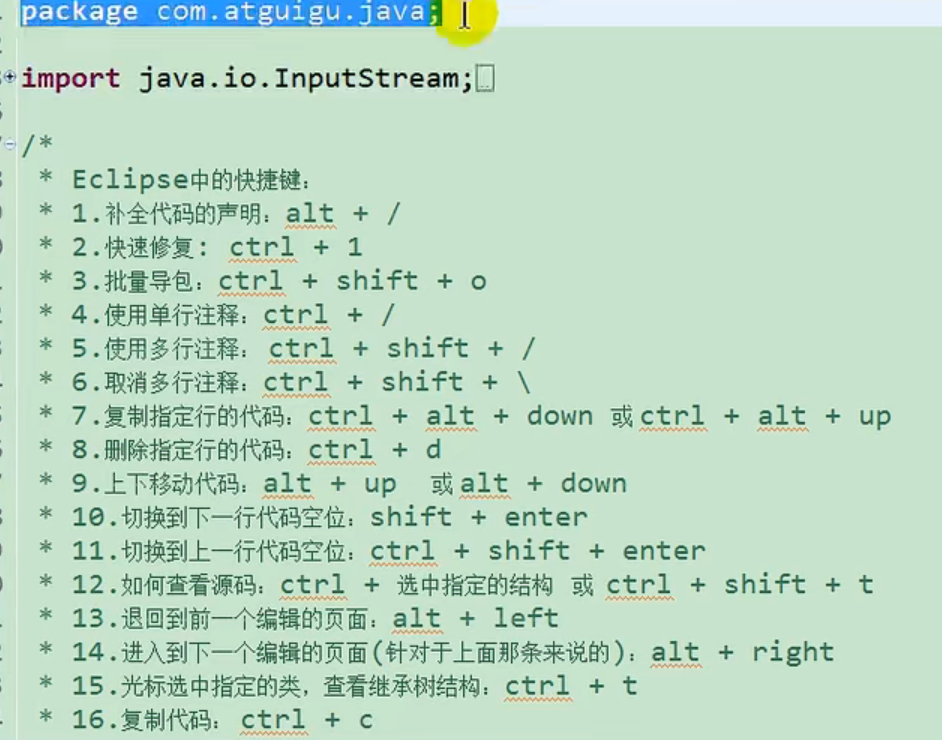 package com.atguigu.java;
import java.io.InputStream;
/*
* Eclipse中的快捷键:
* 1.补全代码的声明：alt + /
* 2.快速修复: ctrl + 1
* 3.批量导包：ctrl + shift + o
* 4.使用单行注释：ctrl + /
* 5.使用多行注释： ctrl + shift + /
* 6.取消多行注释：ctrl + shift + \
* 7.复制指定行的代码：ctrl + alt + down 或ctrl + alt + up
* 8.删除指定行的代码：ctrl + d
* 9.上下移动代码：alt + up 或alt + down
* 10.切换到下一行代码空位：shift + enter
* 11.切换到上一行代码空位：ctrl + shift + enter
* 12.如何查看源码：ctrl + 选中指定的结构 或 ctrl + shift + t
* 13.退回到前一个编辑的页面：alt + left
* 14.进入到下一个编辑的页面(针对于上面那条来说的)：alt + right
* 15.光标选中指定的类，查看继承树结构：ctrl + t
* 16.复制代码： ctrl + c